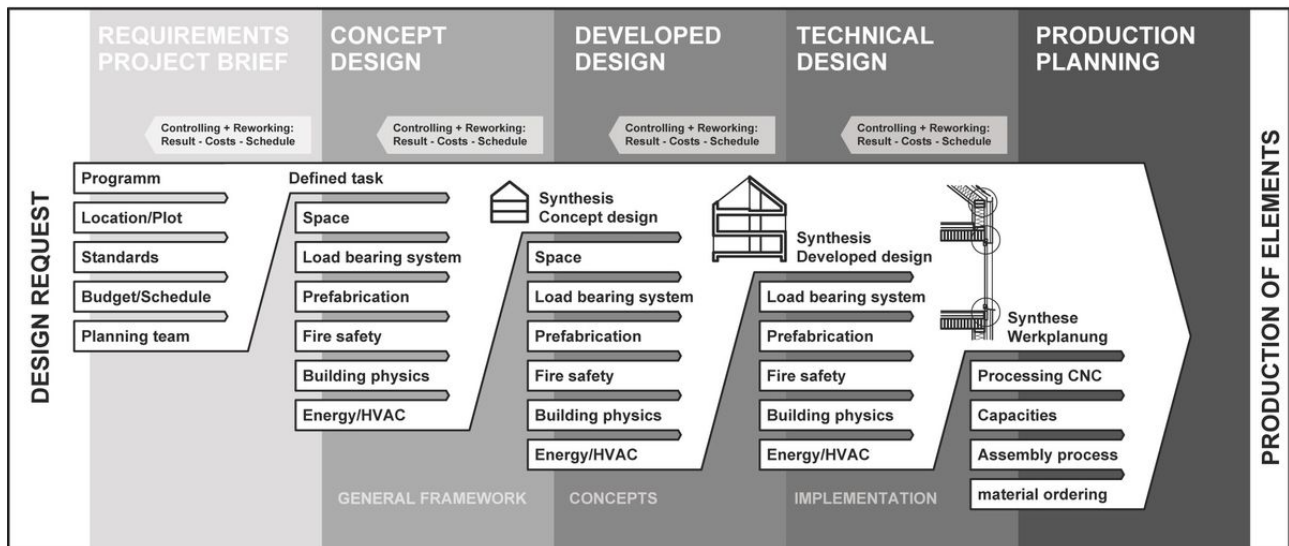 REQUIREMENTS
PROJECT BRIEF
CONCEPT
DESIGN
DEVELOPED
DESIGN
TECHNICAL
DESIGN
PRODUCTION
PLANNING
Controlling + Reworking:
Result - Costs - Schedule
Controlling + Reworking:
Result - Costs - Schedule
Controlling + Reworking:
Result - Costs - Schedule
Controlling + Reworking:
Result - Costs - Schedule
DESIGN REQUEST
Programm
Location/Plot
Standards
Budget/Schedule
Planning team
Defined task
Space
Load bearing system
Prefabrication
Fire safety
Building physics
Energy/HVAC
Synthesis
Concept design
Space
Load bearing system
Prefabrication
Fire safety
Building physics
Energy/HVAC
Synthesis
Developed design
Load bearing system
Prefabrication
Fire safety
Building physics
Energy/HVAC
Synthese
Werkplanung
Processing CNC
Capacities
Assembly process
material ordering
PRODUCTION OF ELEMENTS
GENERAL FRAMEWORK
CONCEPTS
IMPLEMENTATION